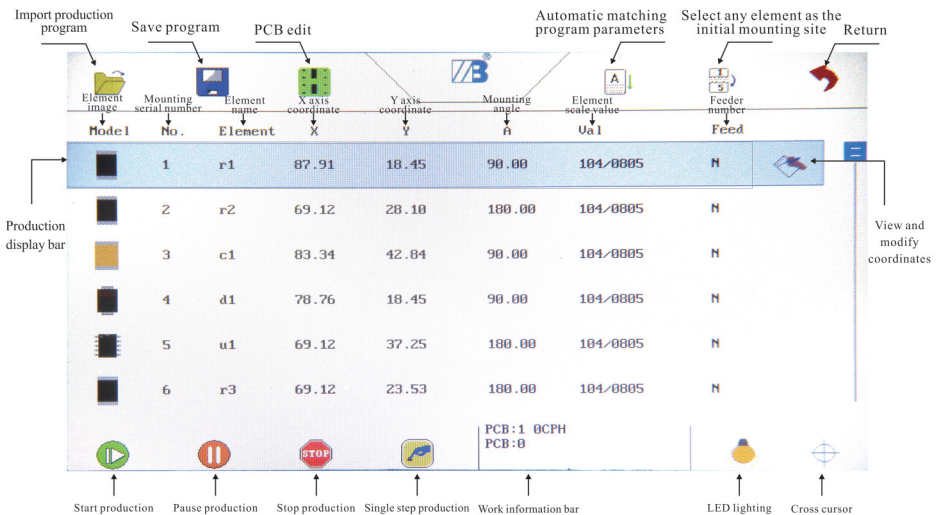 Import production
program
Save program
PCB edit
Automatic matching
program parameters
Select any element as the
initial mounting site
Return
®
A
1
5
Element
image
Mounting
serial number
Element
name
X axis
coordinate
Y axis
coordinate
Mounting
angle
Element
scale value
Feeder
number
Model No. Element X Y A Val Feed
1 r1 87.91 18.45 90.00 104/0805 N
2 r2 69.12 28.10 180.00 104/0805 N
3 c1 83.34 42.84 90.00 104/0805 N
4 d1 78.76 18.45 90.00 104/0805 N
5 u1 69.12 37.25 180.00 104/0805 N
6 r3 69.12 23.53 180.00 104/0805 N
Production
display bar
View and
modify
coordinates
STOP
PCB:1 0CPH
PCB:0
Start production
Pause production
Stop production
Single step production
Work information bar
LED lighting
Cross cursor